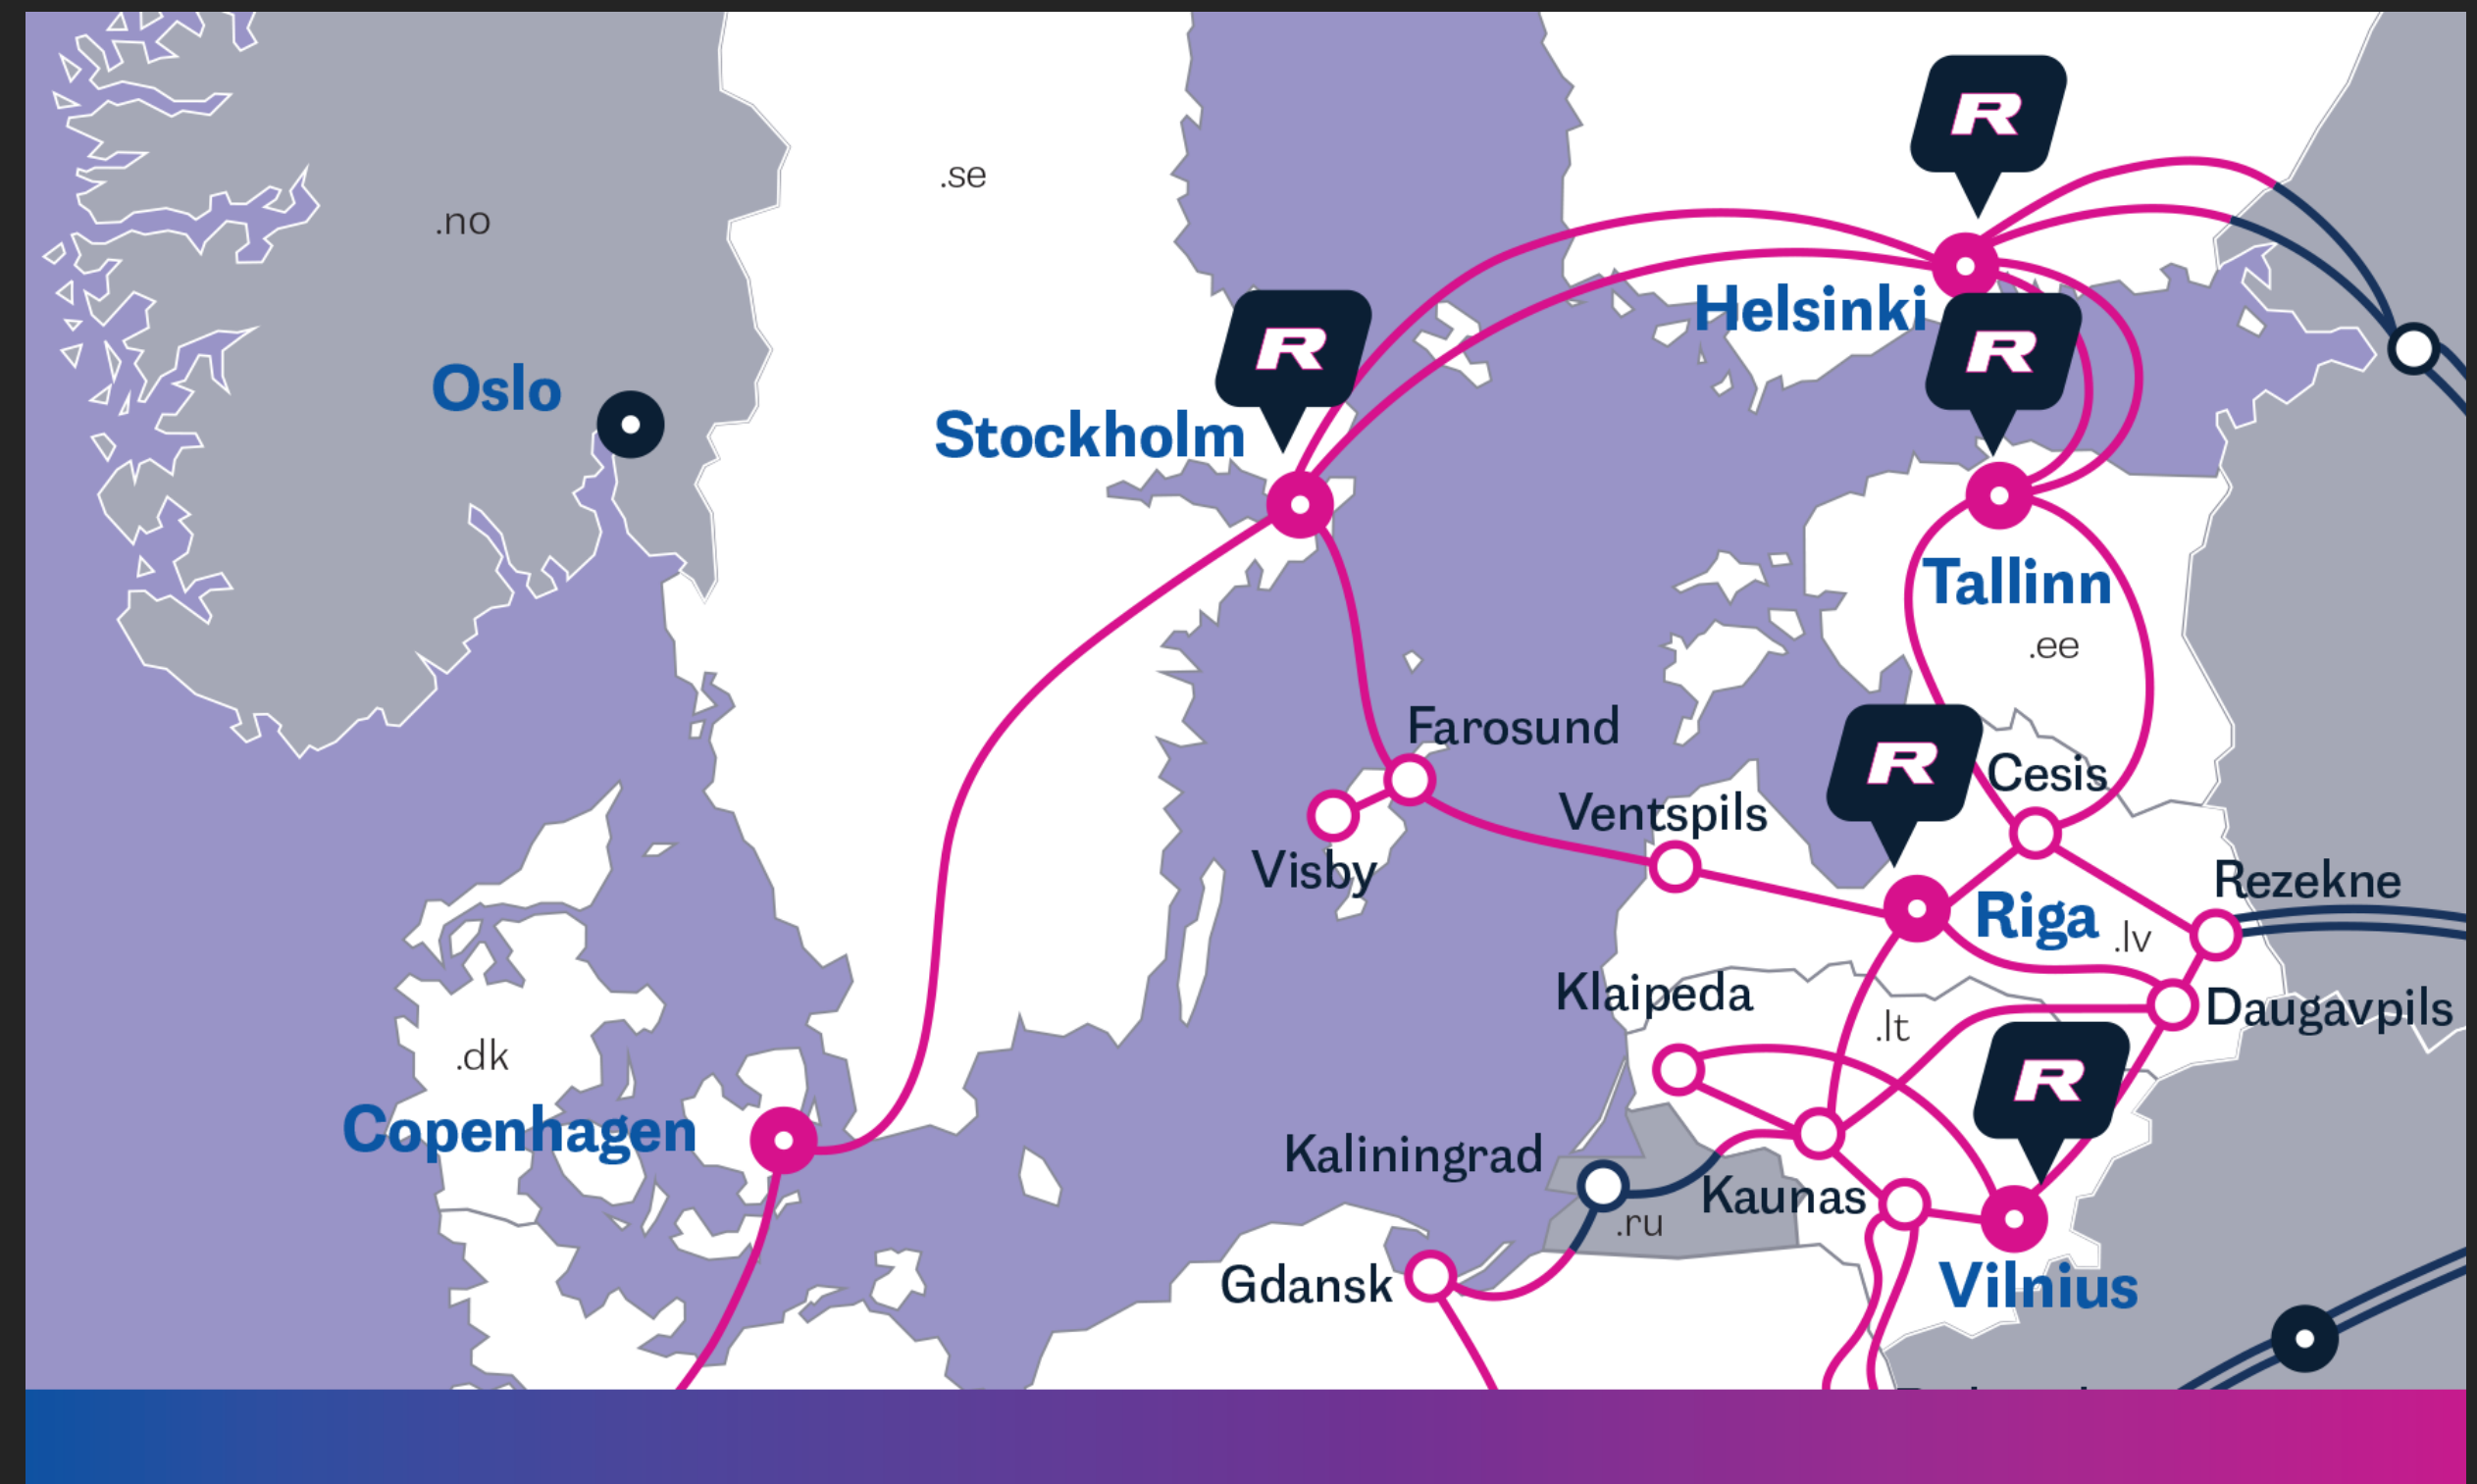 R
.se
.no
R
Helsinki
R
Oslo
Stockholm
Tallinn
.ee
Farosund
R
Cesis
Ventspils
Visby
Rezekne
Riga
.lv
Klaipeda
Daugavpils
.lt
.dk
R
Copenhagen
Kaliningrad
Kaunas
.ru
Gdansk
Vilnius